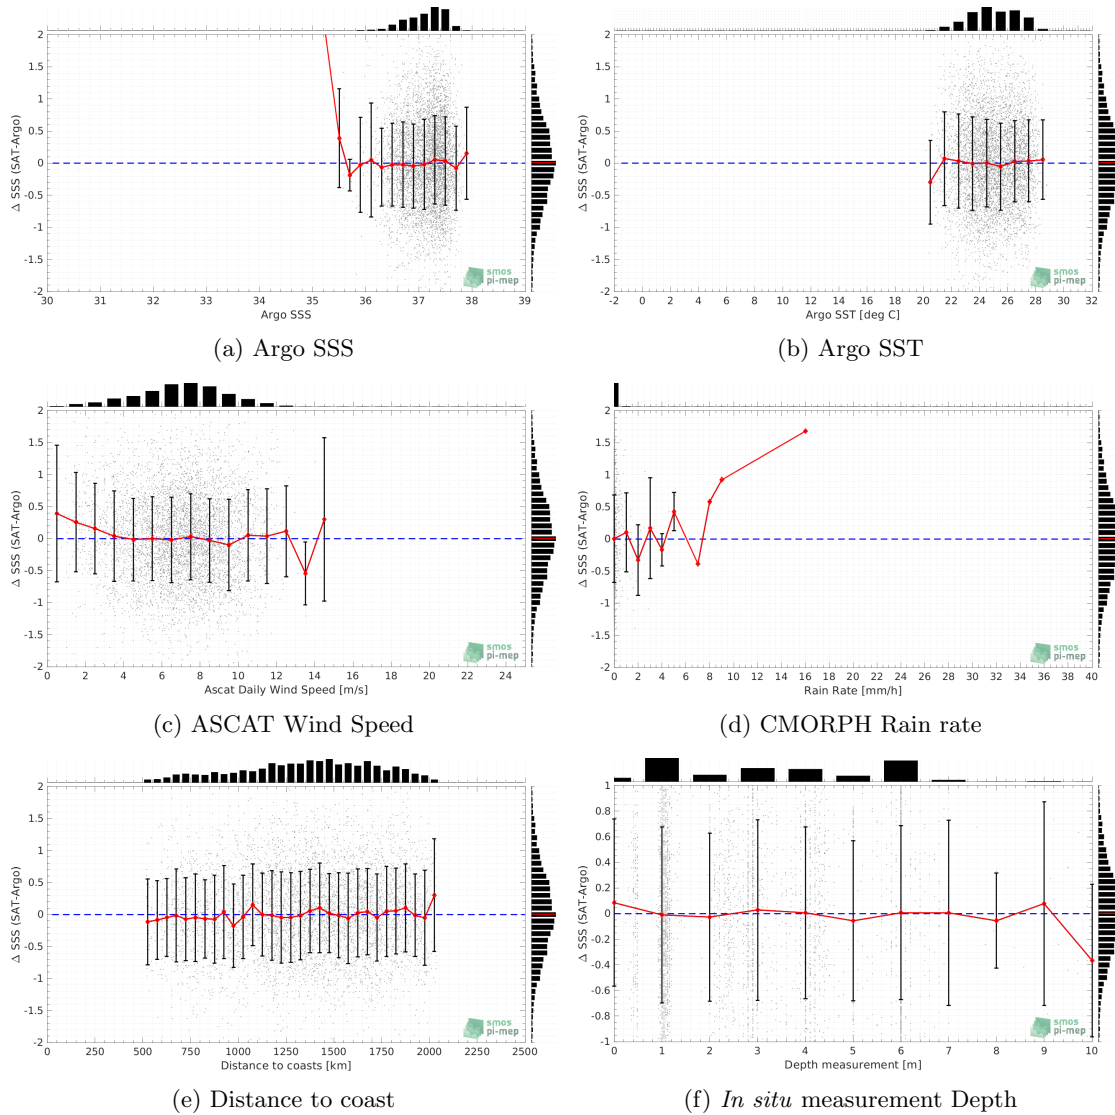 2
1.5
1
0.5
0
-0.5
-1
-1.5
-2
Δ SSS (SAT-Argo)
30 31 32 33 34 35 36 37 38 39
Argo SSS
smos
pi-mep
(a) Argo SSS
2
1.5
1
0.5
0
-0.5
-1
-1.5
-2
Δ SSS (SAT-Argo)
-2 0 2 4 6 8 10 12 14 16 18 20 22 24 26 28 30 32
Argo SST [deg C]
smos
pi-mep
(b) Argo SST
2
1.5
1
0.5
0
-0.5
-1
-1.5
-2
Δ SSS (SAT-Argo)
0 2 4 6 8 10 12 14 16 18 20 22 24
Ascat Daily Wind Speed [m/s]
smos
pi-mep
(c) ASCAT Wind Speed
2
1.5
1
0.5
0
-0.5
-1
-1.5
-2
Δ SSS (SAT-Argo)
0 2 4 6 8 10 12 14 16 18 20 22 24 26 28 30 32 34 36 38 40
Rain Rate [mm/h]
smos
pi-mep
(d) CMORPH Rain rate
2
1.5
1
0.5
0
-0.5
-1
-1.5
-2
Δ SSS (SAT-Argo)
0 250 500 750 1000 1250 1500 1750 2000 2250 2500
Distance to coasts [km]
smos
pi-mep
(e) Distance to coast
1
0.8
0.6
0.4
0.2
0
-0.2
-0.4
-0.6
-0.8
-1
Δ SSS (SAT-Argo)
0 1 2 3 4 5 6 7 8 9 10
Depth measurement [m]
smos
pi-mep
(f) In situ measurement Depth